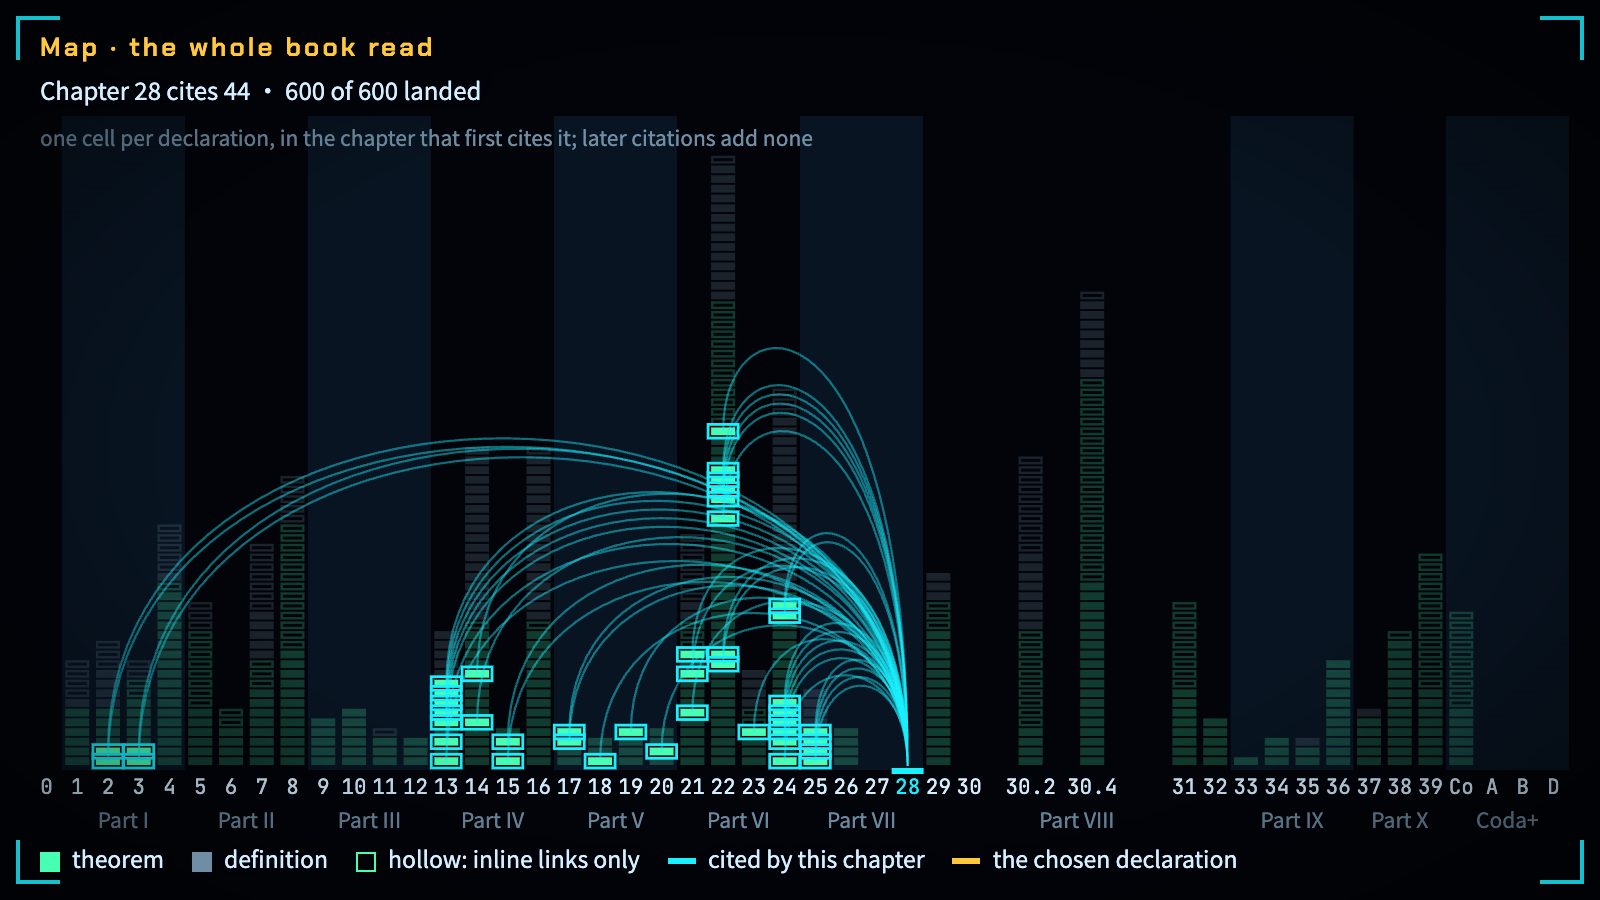 Map · the whole book read
Chapter 28 cites 44 • 600 of 600 landed
one cell per declaration, in the chapter that first cites it; later citations add none
0 1 2 3 4 5 6 7 8 9 10 11 12 13 14 15 16 17 18 19 20 21 22 23 24 25 26 27 28 29 30 30.2 30.4 31 32 33 34 35 36 37 38 39 Co A B D
Part I Part II Part III Part IV Part V Part VI Part VII Part VIII Part IX Part X Coda+
theorem definition hollow: inline links only cited by this chapter the chosen declaration